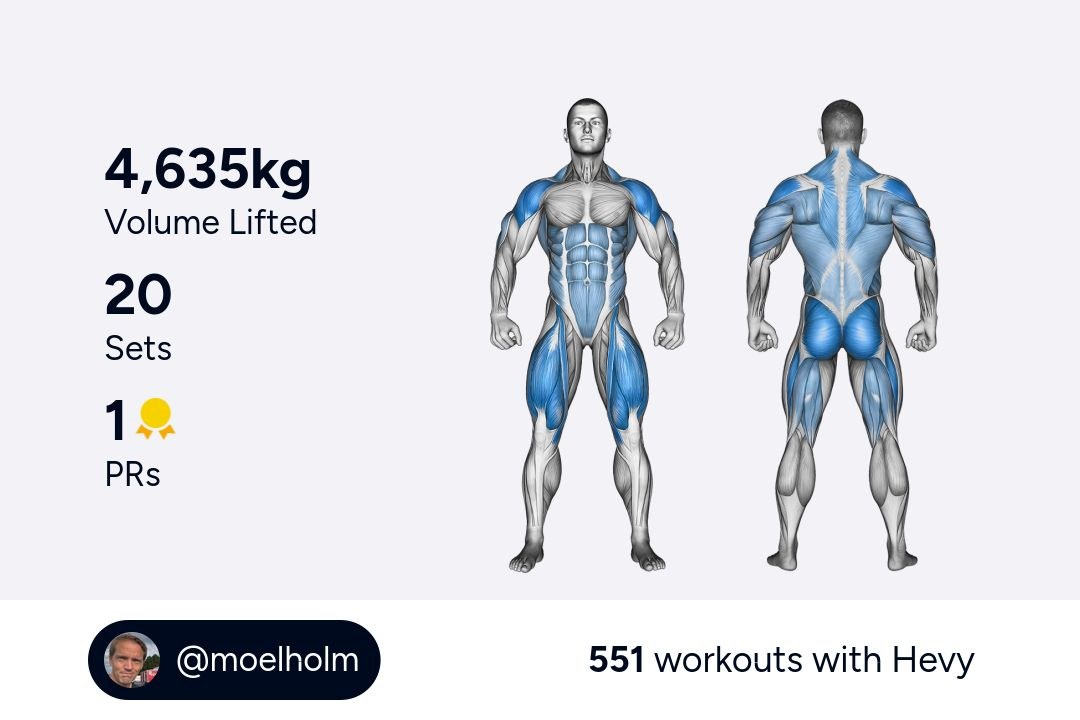 4,635kg
Volume Lifted
20
Sets
1
PRs
@moelholm
551 workouts with Hevy